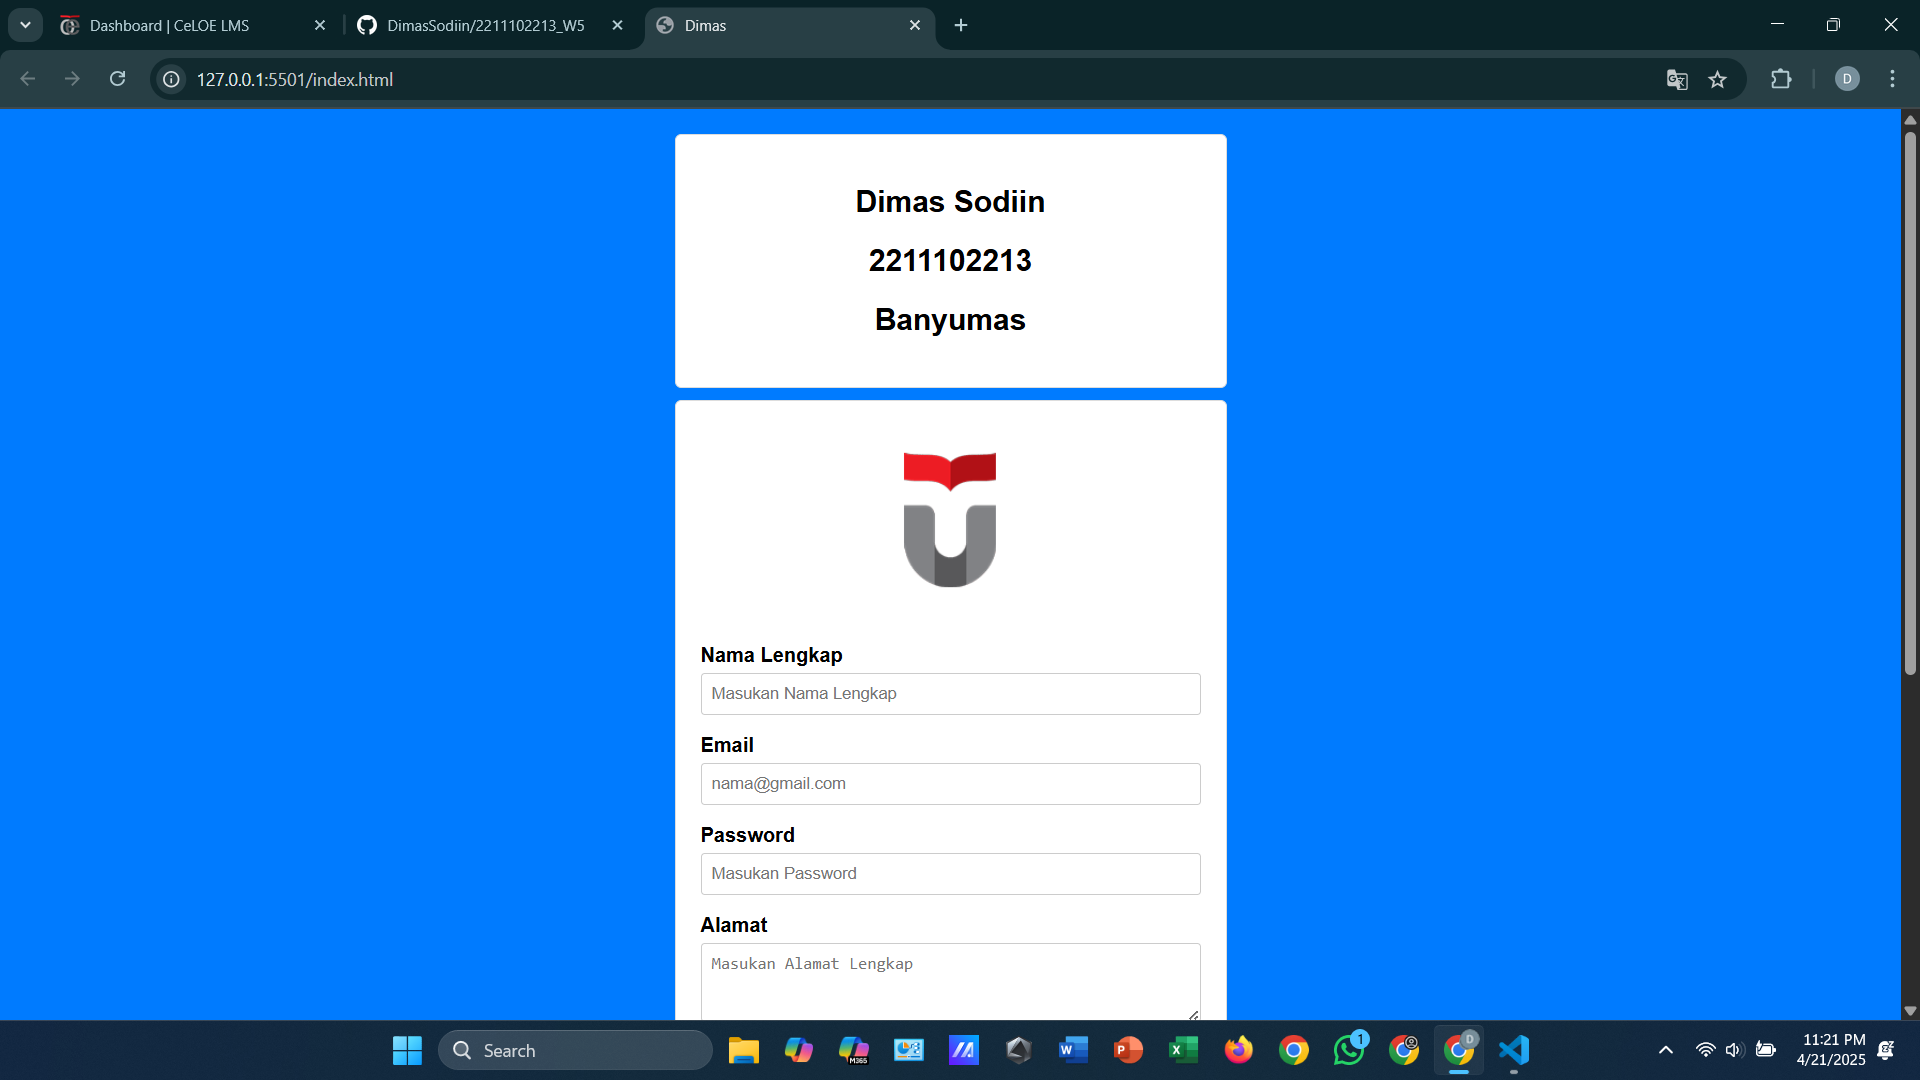 Dashboard | CeLOE LMS
DimasSodiin/2211102213_W5
Dimas
127.0.0.1:5501/index.html
D
Dimas Sodiin
2211102213
Banyumas
Nama Lengkap
Masukan Nama Lengkap
Email
nama@gmail.com
Password
Masukan Password
Alamat
Masukan Alamat Lengkap
Search
M365
1
D
11:21 PM
4/21/2025